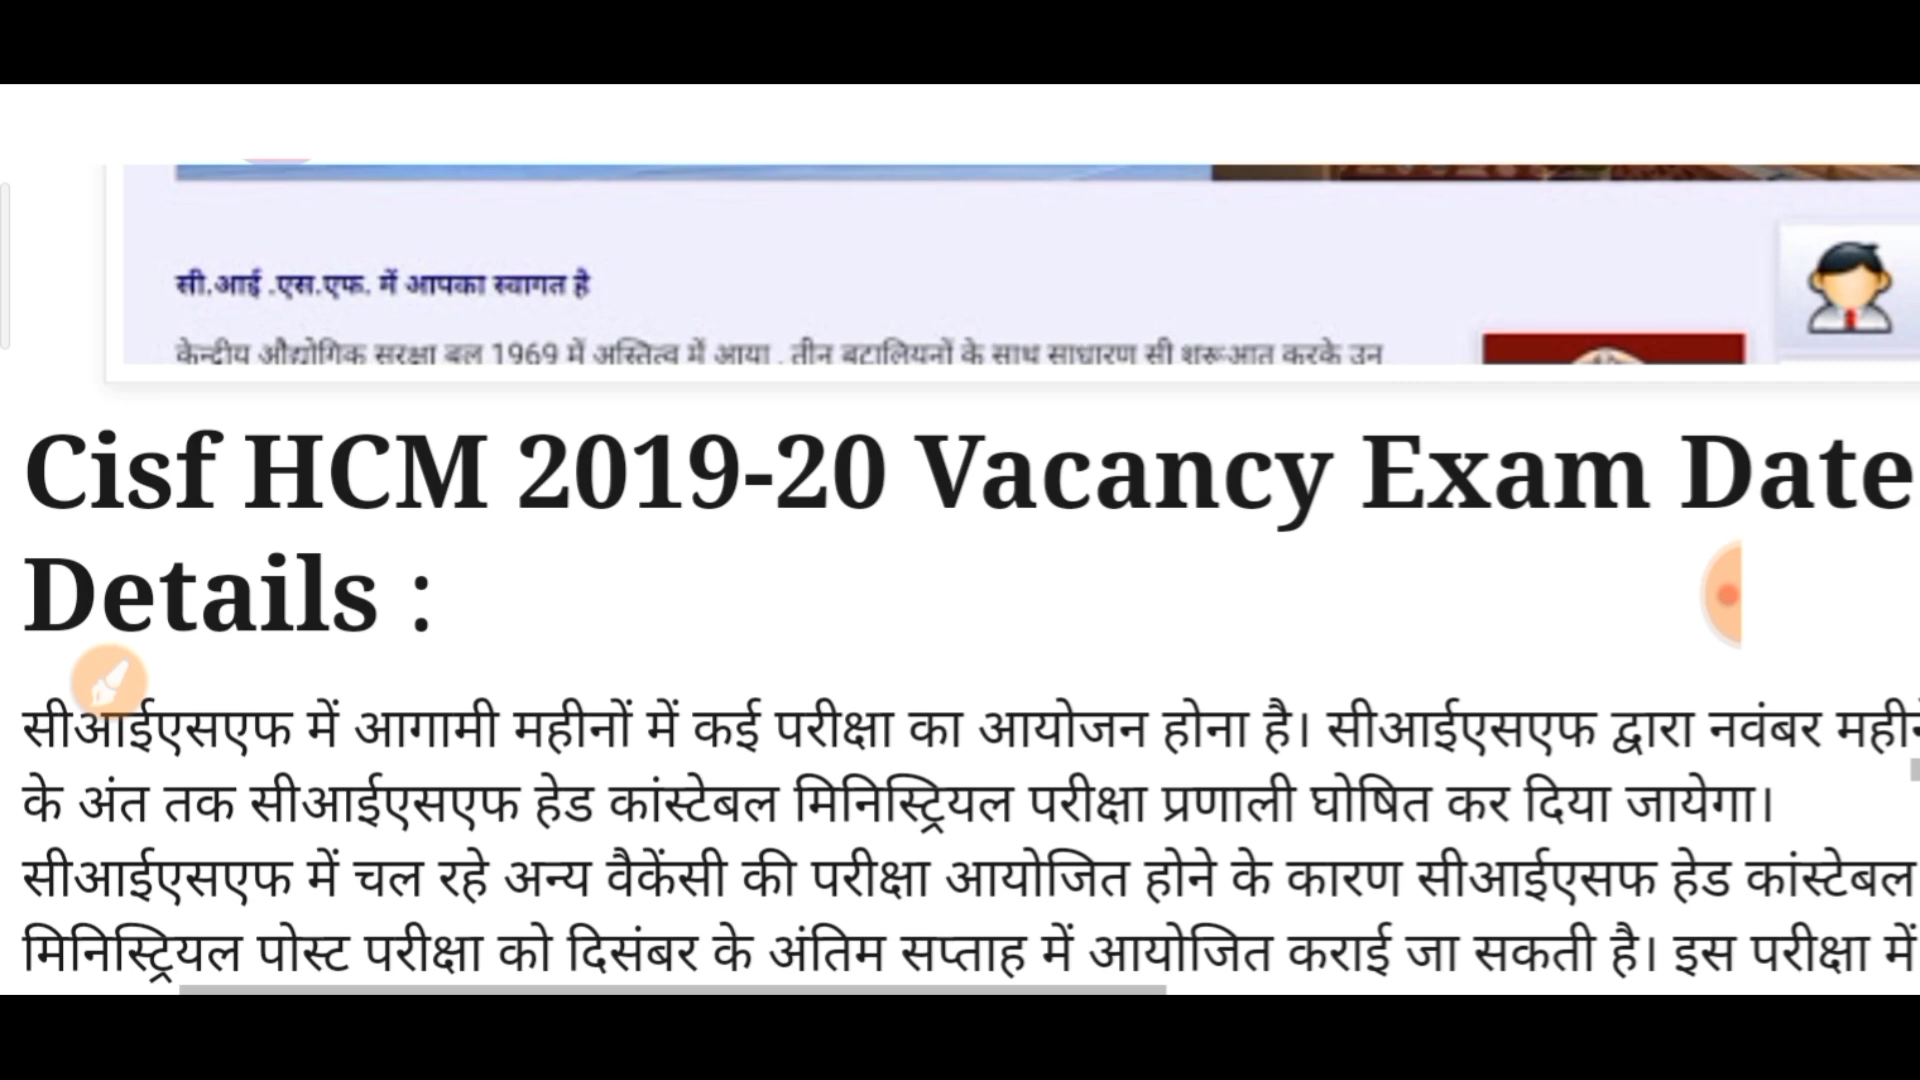 सी.आई .एस.एफ. में आपका स्वागत है
केन्द्रीय औद्योगिक सुरक्षा बल 1969 में अस्तित्व में आया . तीन बटालियनों के साथ साधारण सी शुरूआत करके उन
Cisf HCM 2019-20 Vacancy Exam Date
Details :
सीआईएसएफ में आगामी महीनों में कई परीक्षा का आयोजन होना है। सीआईएसएफ द्वारा नवंबर
के अंत तक सीआईएसएफ हेड कांस्टेबल मिनिस्ट्रियल परीक्षा प्रणाली घोषित कर दिया जायेगा।
सीआईएसएफ में चल रहे अन्य वैकेंसी की परीक्षा आयोजित होने के कारण सीआईएसफ हेड कांस्टेबल
मिनिस्ट्रियल पोस्ट परीक्षा को दिसंबर के अंतिम सप्ताह में आयोजित कराई जा सकती है। इस परीक्षा में